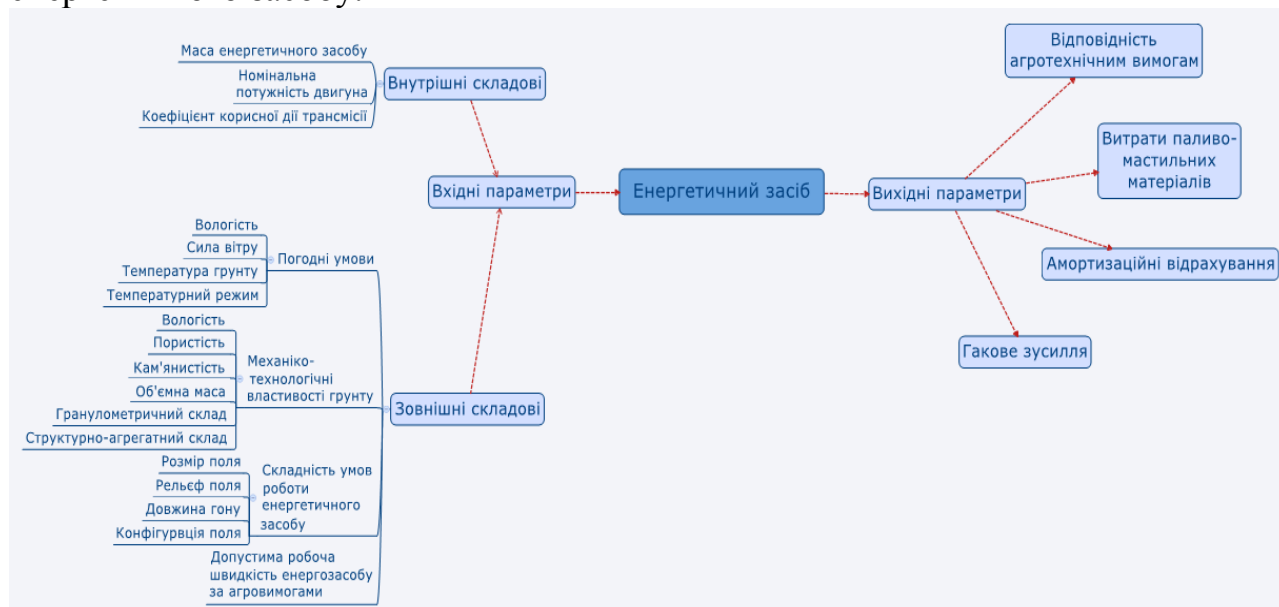 Маса енергетичного засобу
Номінальна
потужність двигуна
Коефіцієнт корисної дії трансмісії
Внутрішні складові
Вхідні параметри
Енергетичний засіб
Вихідні параметри
Відповідність
агротехнічним вимогам
Витрати паливо-
мастильних
матеріалів
Амортизаційні відрахування
Гакове зусилля
Вологість
Сила вітру
Температура грунту
Температурний режим
Погодні умови
Вологість
Пористість
Кам'янистість
Об'ємна маса
Гранулометричний склад
Структурно-агрегатний склад
Механіко-
технологічні
властивості грунту
Зовнішні складові
Розмір поля
Рельєф поля
Довжина гону
Конфігурвція поля
Складність умов
роботи
енергетичного
засобу
Допустима робоча
швидкість енергозасобу
за агровимогами